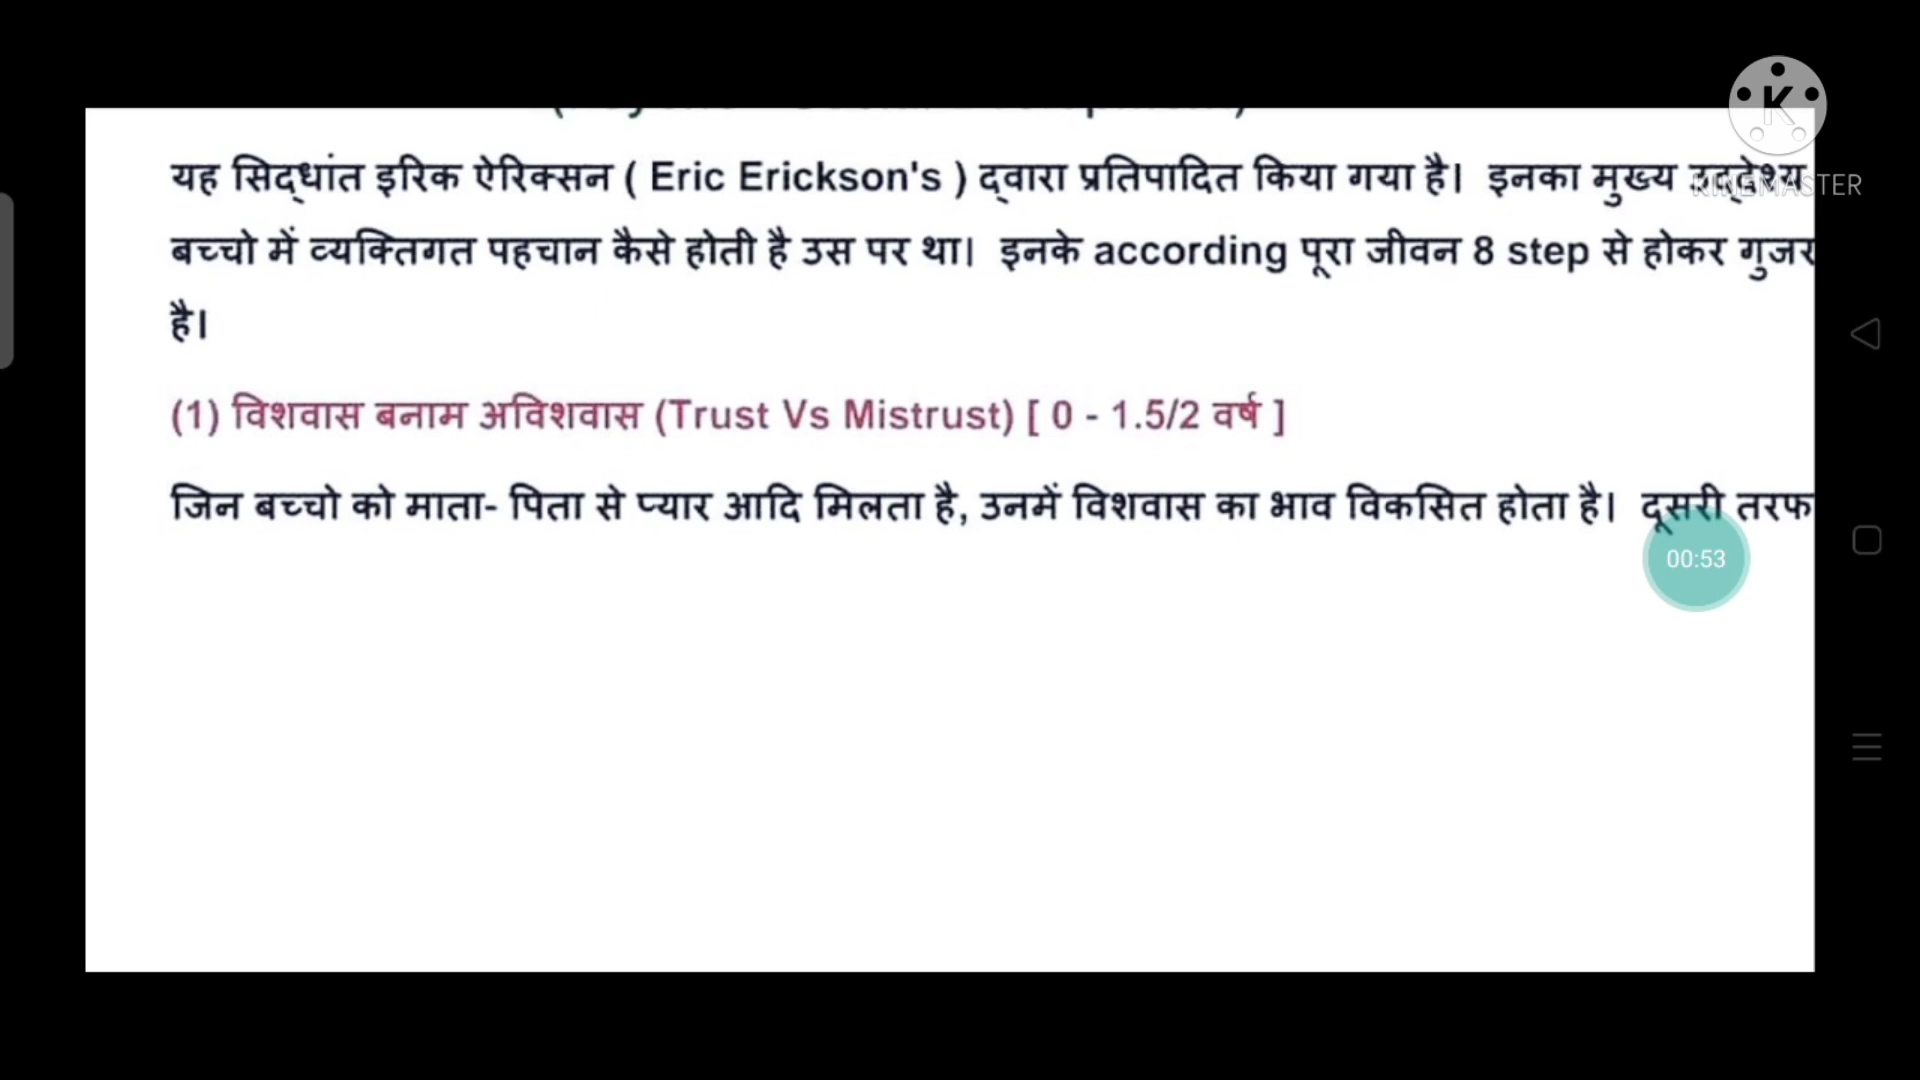 यह सिद्धांत इरिक ऐरिक्सन ( Eric Erickson's ) द्वारा प्रतिपादित किया गया है। इनका मुख्य उद्देश्य
KINEMASTER
बच्चो में व्यक्तिगत पहचान कैसे होती है उस पर था। इनके according पूरा जीवन 8 step से होकर गुजर
है।
(1) विशवास बनाम अविशवास (Trust Vs Mistrust) [ 0 - 1.5/2 वर्ष ]
जिन बच्चो को माता- पिता से प्यार आदि मिलता है, उनमें विशवास का भाव विकसित होता है। दूसरी तरफ
00:53